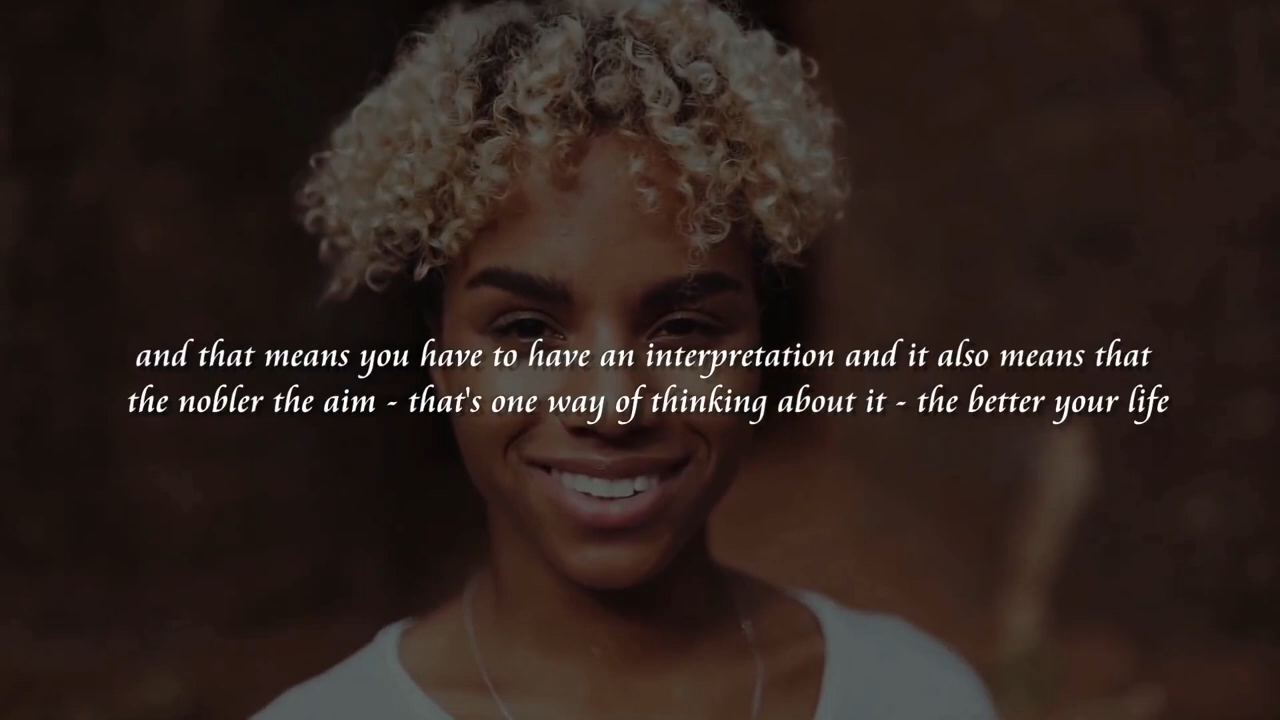 and that means you have to have an interpretation and it also means that
the nobler the aim - that's one way of thinking about it - the better your life